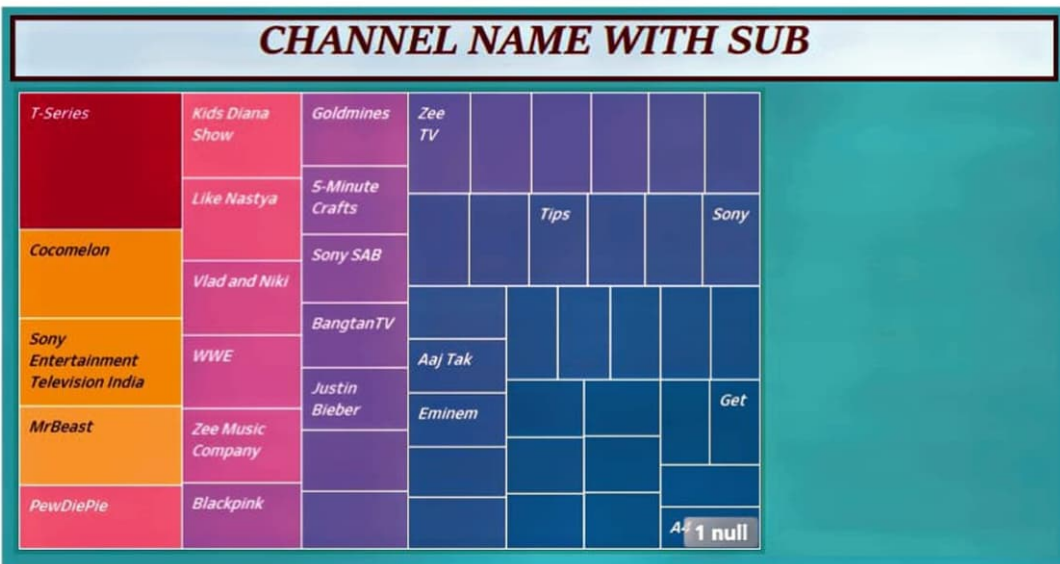 CHANNEL NAME WITH SUB
T-Series
Cocomelon
Sony
Entertainment
Television India
MrBeast
PewDiePie
Kids Diana
Show
Like Nastya
Vlad and Niki
WWE
Zee Music
Company
Blackpink
Goldmines
5-Minute
Crafts
Sony SAB
BangtanTV
Justin
Bieber
Zee
TV
Tips
Sony
Aaj Tak
Eminem
Get
A4
1 null